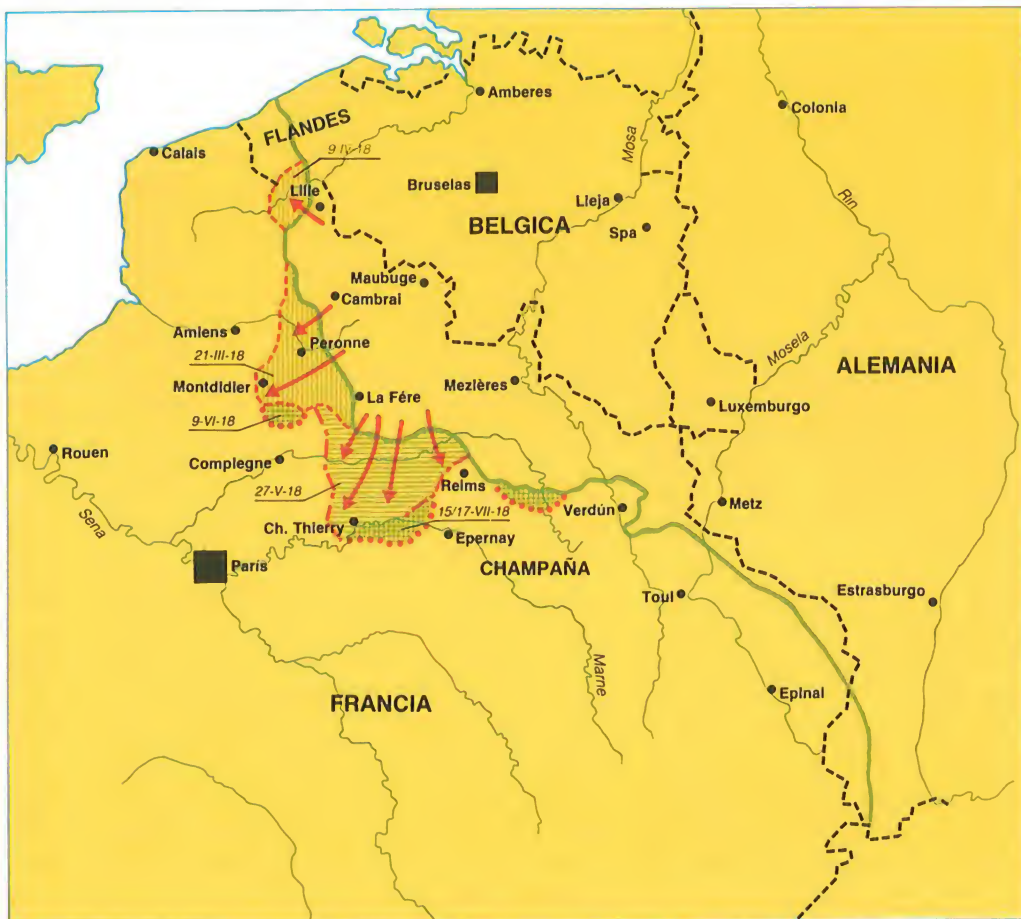 Amberes
Colonia
FLANDES
Calais
9-IV-18
Mosa
Lille
Bruselas
Lieja
Rin
BELGICA
Spa
Maubuge
Cambrai
Amiens
Peronne
Mosela
21-III-18
ALEMANIA
Montdidier
Mezières
La Fére
Luxemburgo
9-VI-18
Rouen
Compiegne
Reims
27-V-18
Metz
15/17-VII-18
Verdún
Sena
Ch. Thierry
Epernay
París
CHAMPAÑA
Toul
Estrasburgo
Marne
Epinal
FRANCIA